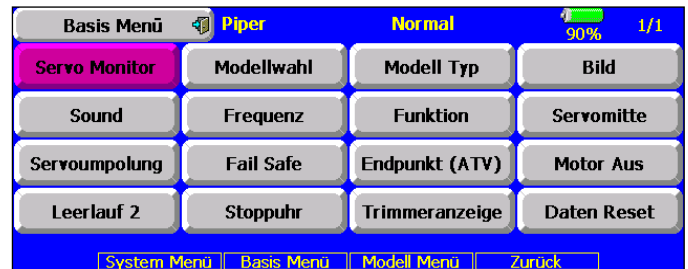 Basis Menü Piper Normal 90% 1/1
Servo Monitor Modellwahl Modell Typ Bild
Sound Frequenz Funktion Servomitte
Servoumpolung Fail Safe Endpunkt (ATV) Motor Aus
Leerlauf 2 Stoppuhr Trimmeranzeige Daten Reset
System Menü Basis Menü Modell Menü Zurück